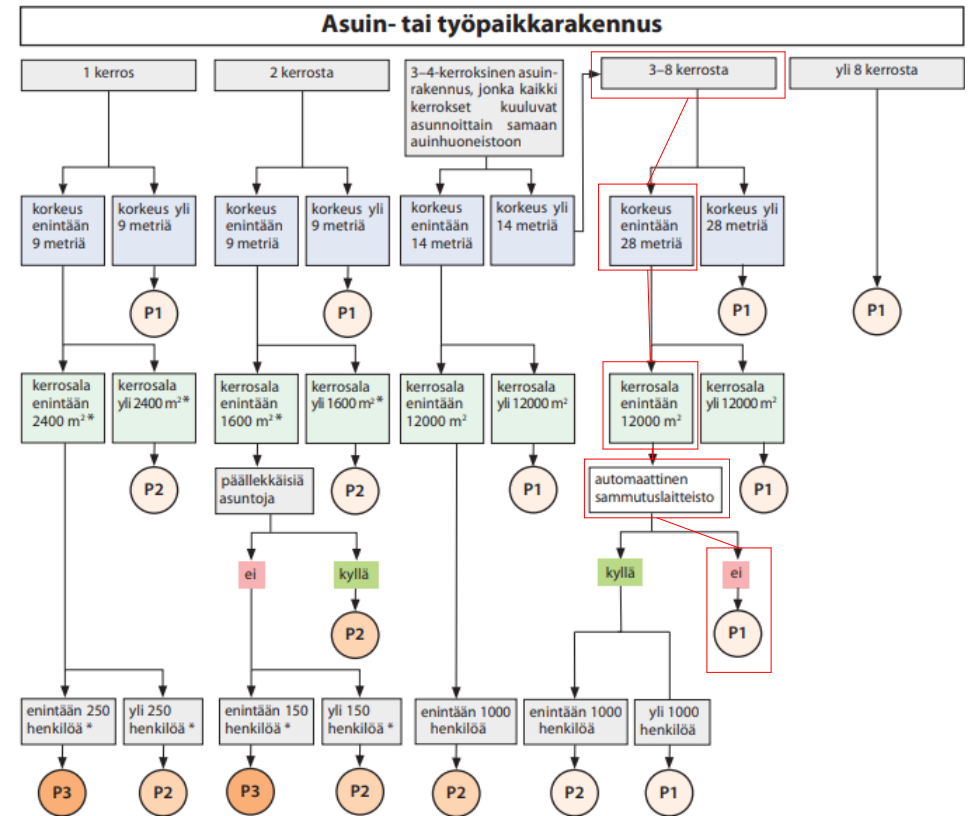 Asuin- tai työpaikkarakennus
1 kerros
2 kerrosta
3–4-kerroksinen asuin-
rakennus, jonka kaikki
kerrokset kuuluvat
asunnoittain samaan
auinhuoneistoon
3–8 kerrosta
yli 8 kerrosta
korkeus
enintään
9 metriä
korkeus yli
9 metriä
korkeus
enintään
9 metriä
korkeus yli
9 metriä
korkeus
enintään
14 metriä
korkeus yli
14 metriä
korkeus
enintään
28 metriä
korkeus yli
28 metriä
P1
P1
P1
P1
kerrosala
enintään
2400 m² *
kerrosala
yli 2400 m² *
kerrosala
enintään
1600 m² *
kerrosala
yli 1600 m² *
kerrosala
enintään
12000 m²
kerrosala
yli 12000 m²
kerrosala
enintään
12000 m²
kerrosala
yli 12000 m²
P2
päällekkäisiä
asuntoja
P2
P1
automaattinen
sammutuslaitteisto
P1
ei
kyllä
kyllä
ei
P2
P1
enintään 250
henkilöä *
yli 250
henkilöä *
enintään 150
henkilöä *
yli 150
henkilöä *
enintään 1000
henkilöä
enintään 1000
henkilöä
yli 1000
henkilöä
P3
P2
P3
P2
P2
P2
P1